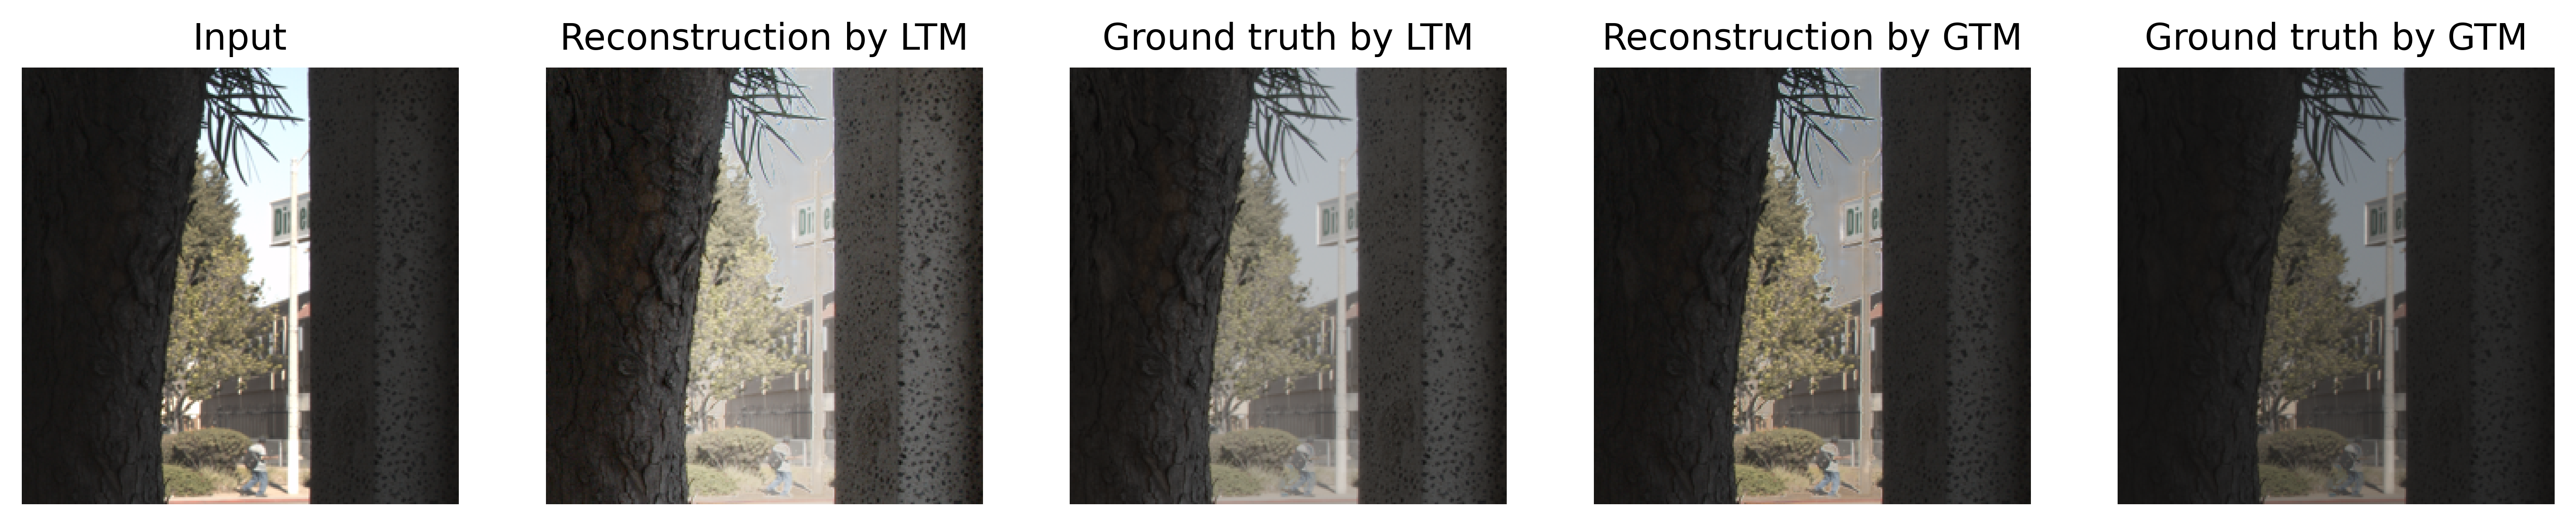 Input
Reconstruction by LTM
Ground truth by LTM
Reconstruction by GTM
Ground truth by GTM